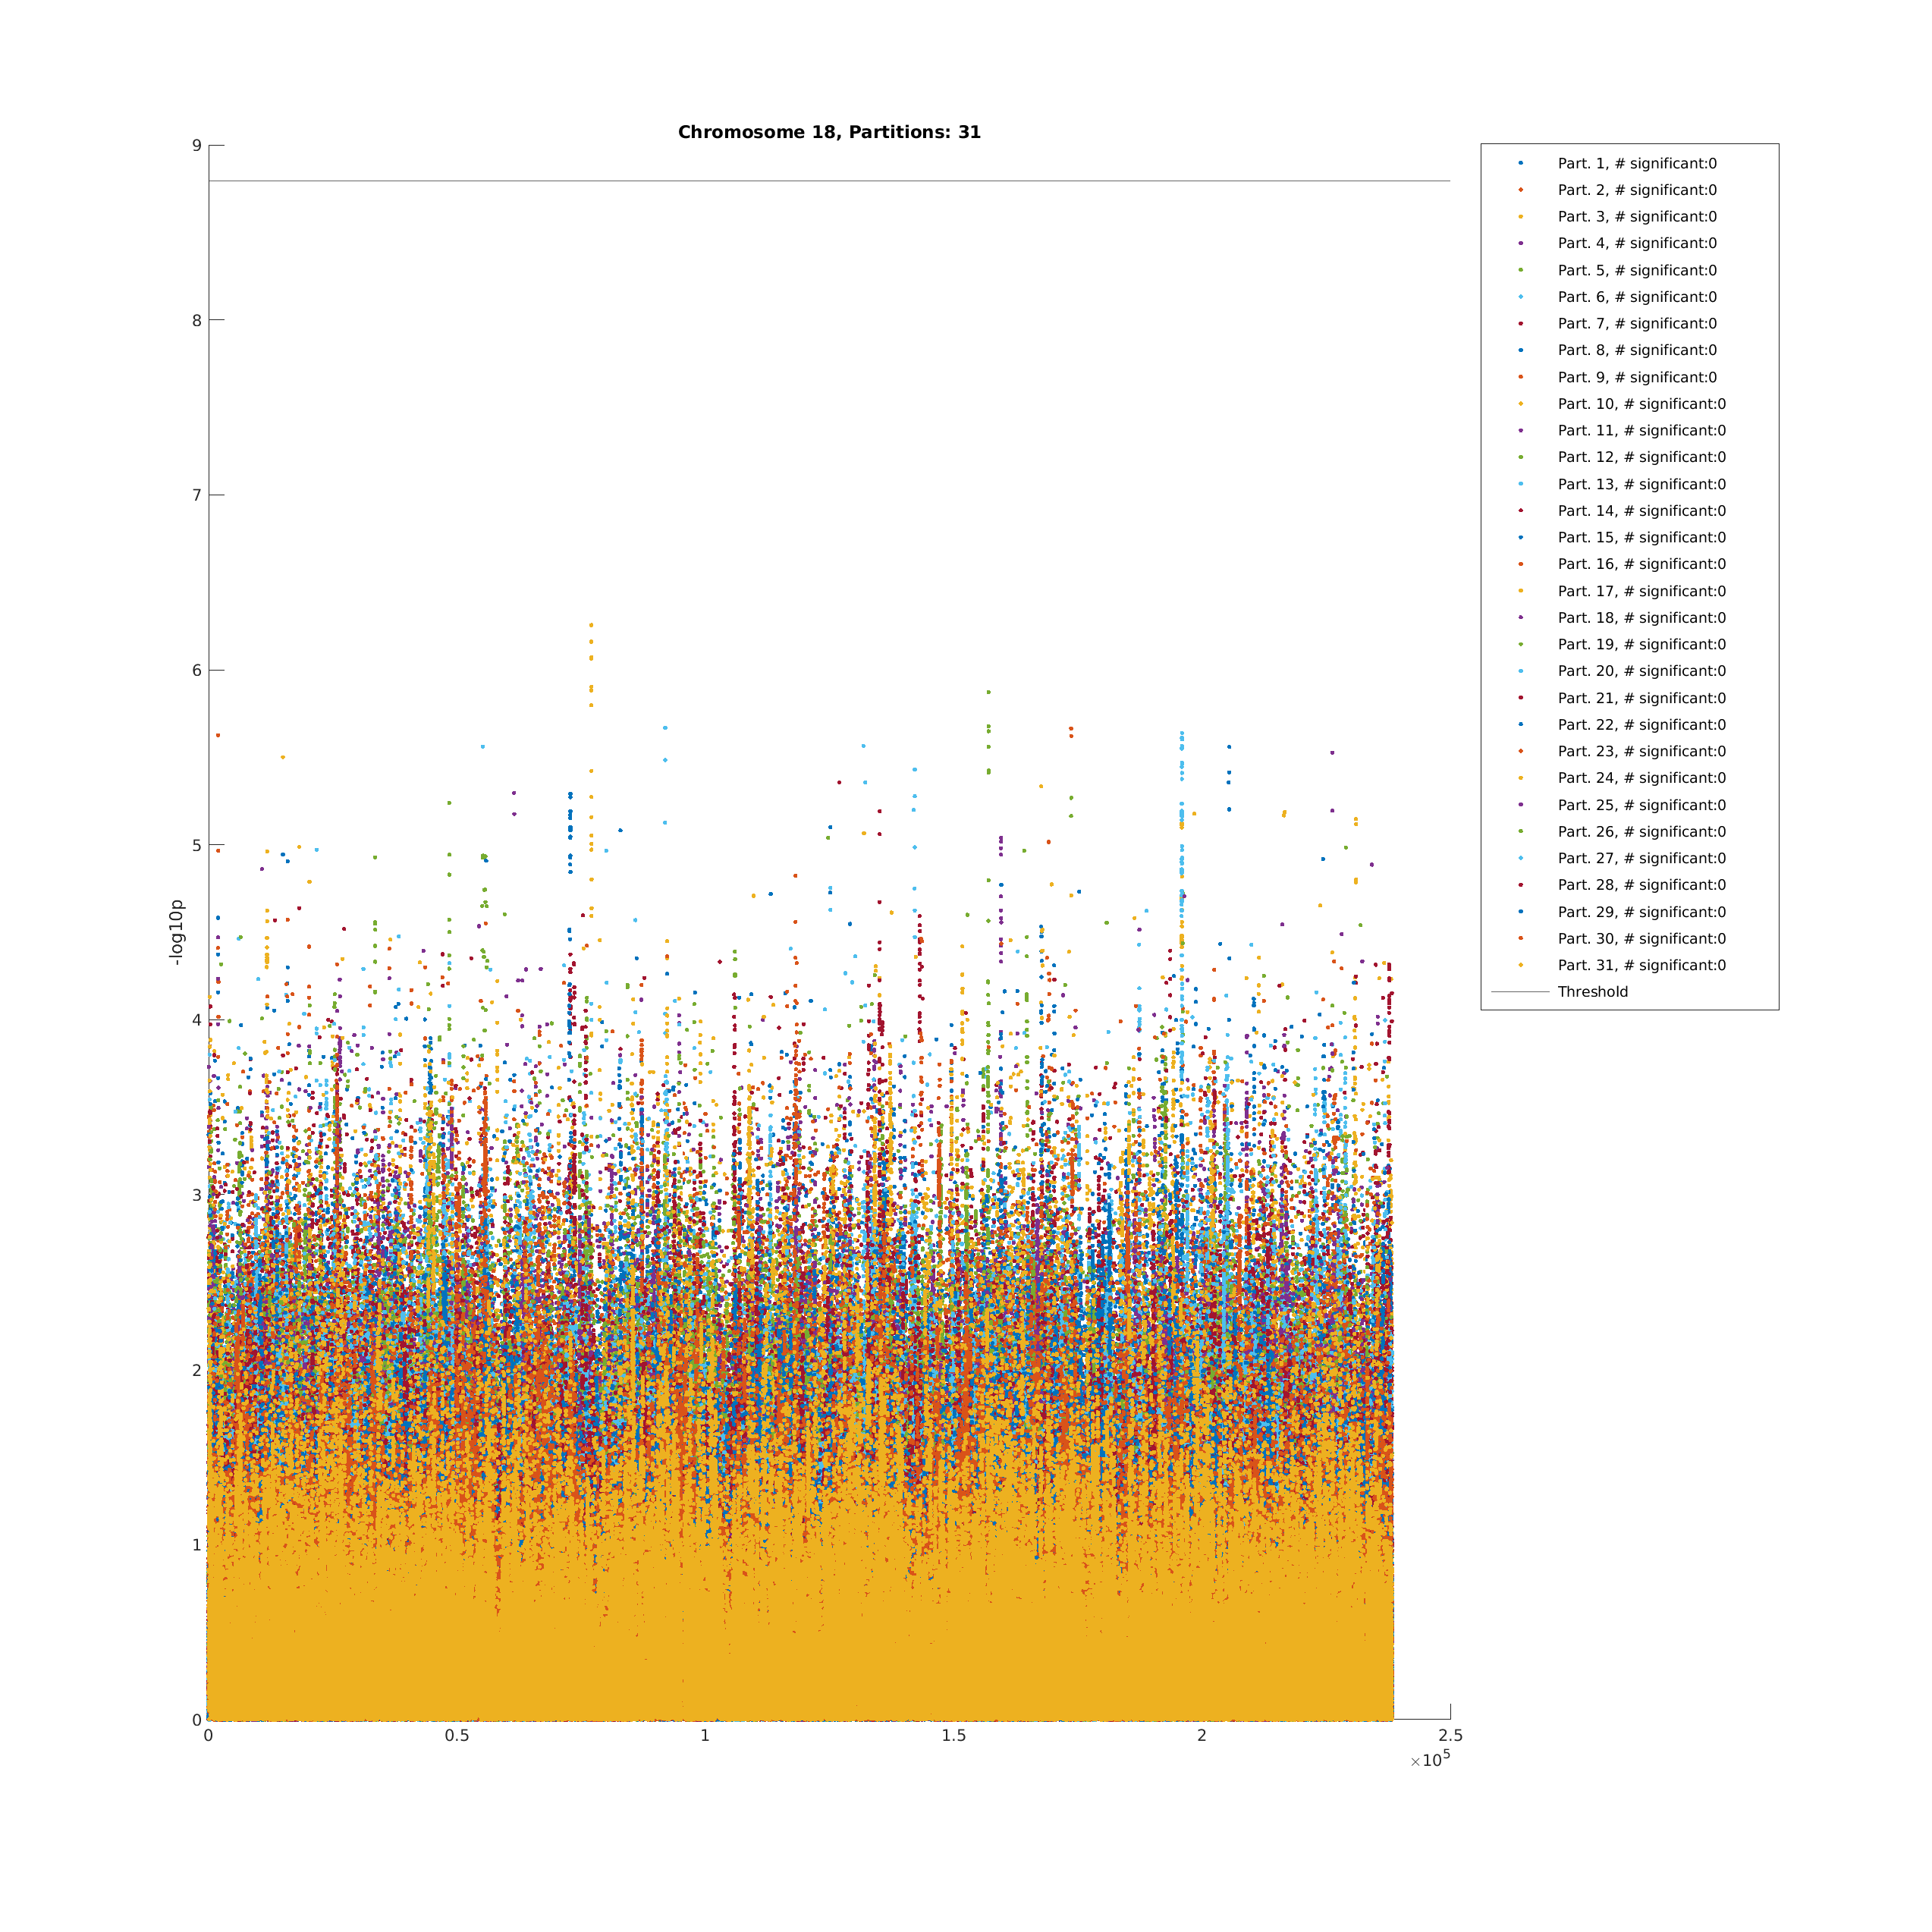 Chromosome 18, Partitions: 31
9
8
7
6
5
4
3
2
1
0
-log10p
0 0.5 1 1.5 2 2.5
×10^5
Part. 1, # significant:0
Part. 2, # significant:0
Part. 3, # significant:0
Part. 4, # significant:0
Part. 5, # significant:0
Part. 6, # significant:0
Part. 7, # significant:0
Part. 8, # significant:0
Part. 9, # significant:0
Part. 10, # significant:0
Part. 11, # significant:0
Part. 12, # significant:0
Part. 13, # significant:0
Part. 14, # significant:0
Part. 15, # significant:0
Part. 16, # significant:0
Part. 17, # significant:0
Part. 18, # significant:0
Part. 19, # significant:0
Part. 20, # significant:0
Part. 21, # significant:0
Part. 22, # significant:0
Part. 23, # significant:0
Part. 24, # significant:0
Part. 25, # significant:0
Part. 26, # significant:0
Part. 27, # significant:0
Part. 28, # significant:0
Part. 29, # significant:0
Part. 30, # significant:0
Part. 31, # significant:0
Threshold